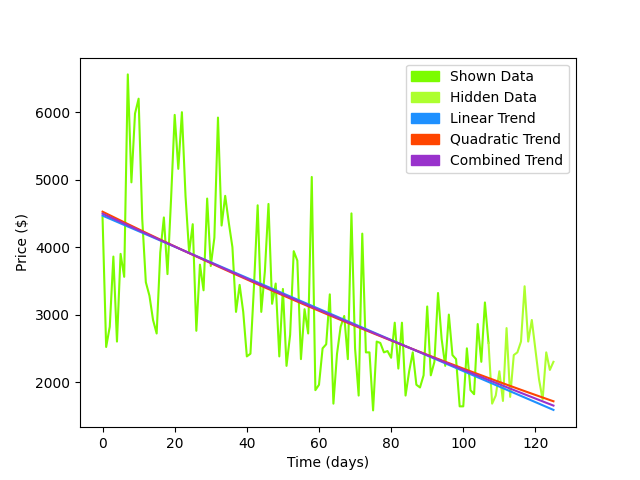 Shown Data
Hidden Data
Linear Trend
Quadratic Trend
Combined Trend
Price ($)
6000
5000
4000
3000
2000
0 20 40 60 80 100 120
Time (days)